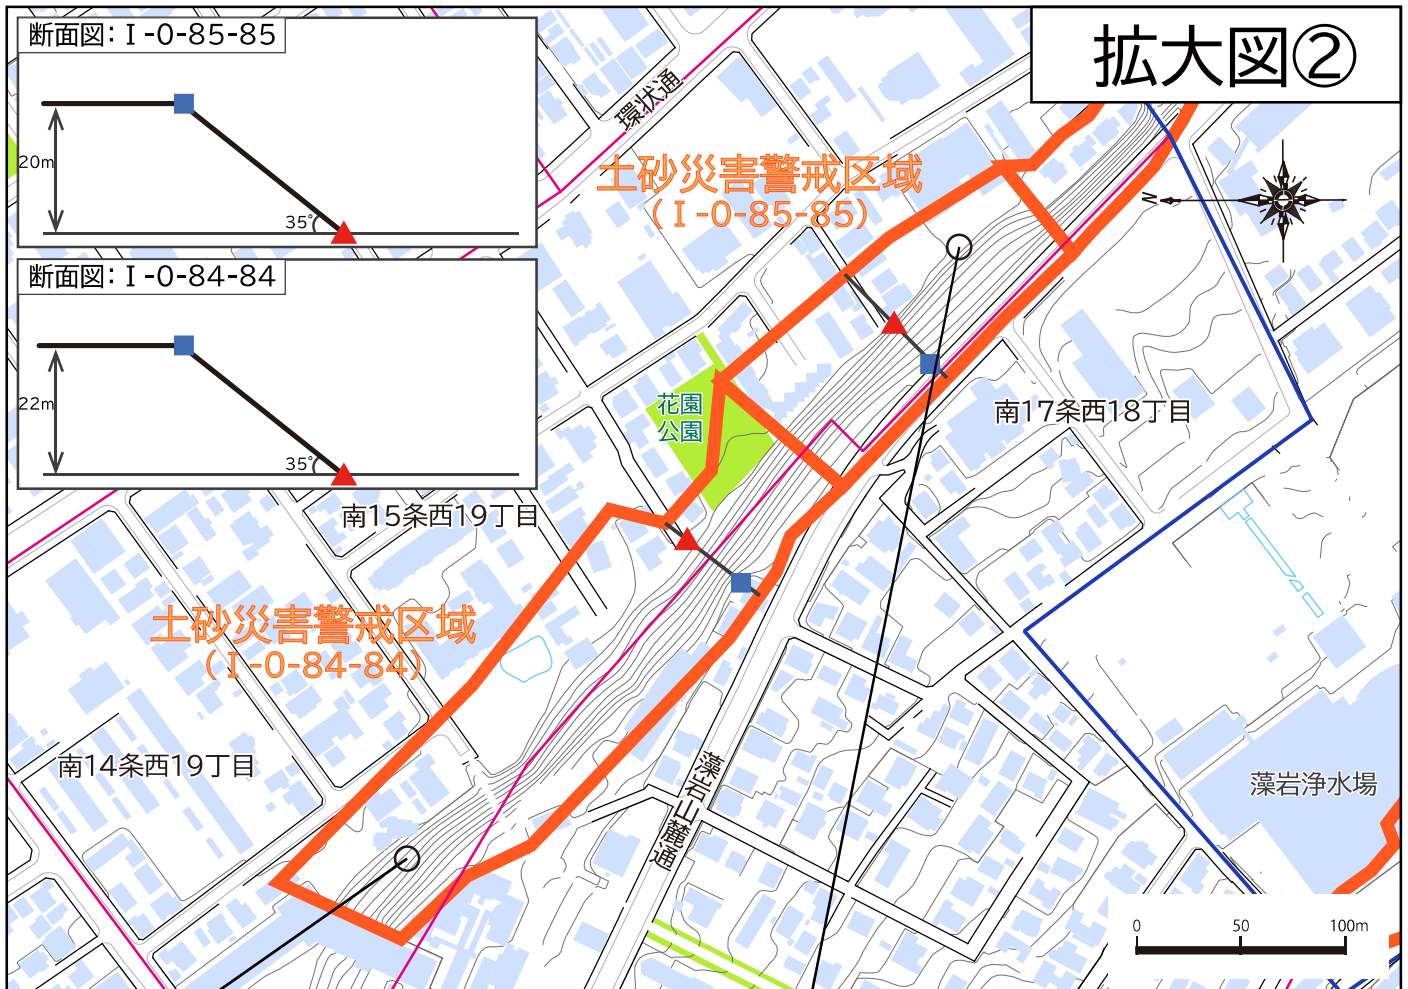 断面図：Ⅰ-0-85-85
20m
35°
断面図：Ⅰ-0-84-84
22m
35°
拡大図②
環状通
土砂災害警戒区域
（Ⅰ-0-85-85）
N
花園
公園
南17条西18丁目
南15条西19丁目
土砂災害警戒区域
（Ⅰ-0-84-84）
南14条西19丁目
藻岩山麓通
藻岩浄水場
0 50 100m